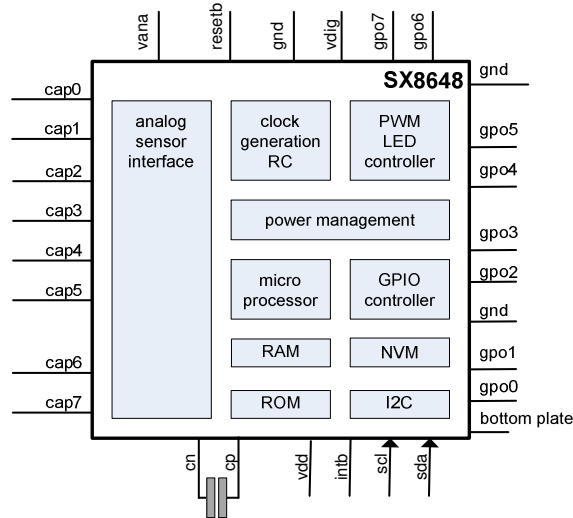 vana
resetb
gnd
vdig
gpo7
gpo6
SX8648
cap0
cap1
cap2
cap3
cap4
cap5
cap6
cap7
analog
sensor
interface
clock
generation
RC
PWM
LED
controller
power management
micro
processor
GPIO
controller
RAM
NVM
ROM
I2C
gnd
gpo5
gpo4
gpo3
gpo2
gnd
gpo1
gpo0
bottom plate
cn
cp
vdd
intb
scl
sda